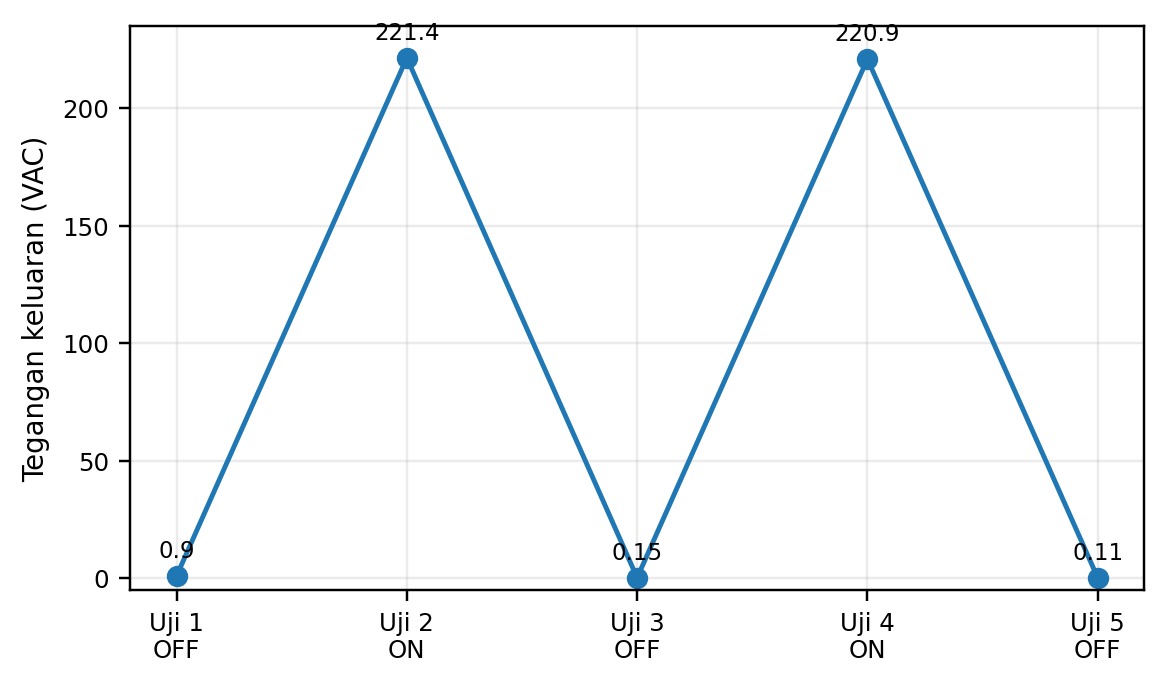 221.4
220.9
200
150
100
50
0
Tegangan keluaran (VAC)
0.9
0.15
0.11
Uji 1
OFF
Uji 2
ON
Uji 3
OFF
Uji 4
ON
Uji 5
OFF